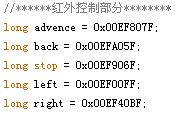 //******红外控制部分********
long advence = 0x00EF807F;
long back = 0x00EFA05F;
long stop = 0x00EF906F;
long left = 0x00EF00FF;
long right = 0x00EF40BF;